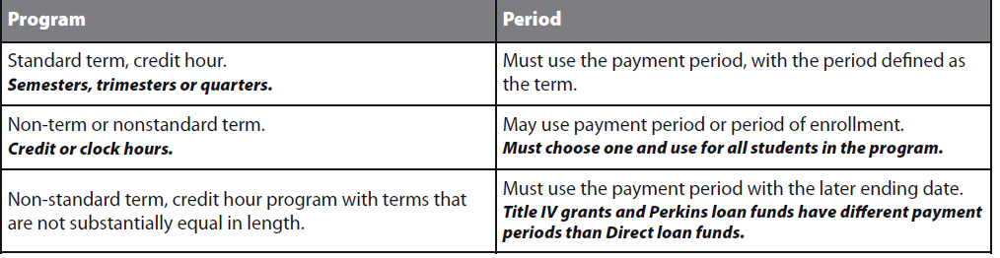 Program
Period
Standard term, credit hour.
Semesters, trimesters or quarters.
Must use the payment period, with the period defined as
the term.
Non-term or nonstandard term.
Credit or clock hours.
May use payment period or period of enrollment.
Must choose one and use for all students in the program.
Non-standard term, credit hour program with terms that
are not substantially equal in length.
Must use the payment period with the later ending date.
Title IV grants and Perkins loan funds have different payment
periods than Direct loan funds.